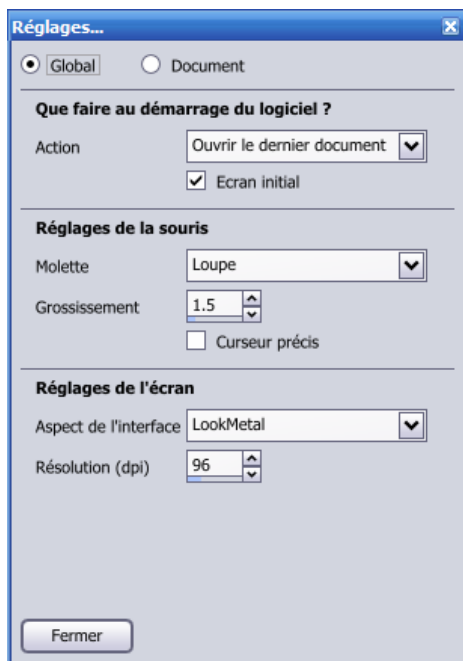 Réglages...
Global Document
Que faire au démarrage du logiciel ?
Action Ouvrir le dernier document
Ecran initial
Réglages de la souris
Molette Loupe
Grossissement 1.5
Curseur précis
Réglages de l'écran
Aspect de l'interface LookMetal
Résolution (dpi) 96
Fermer